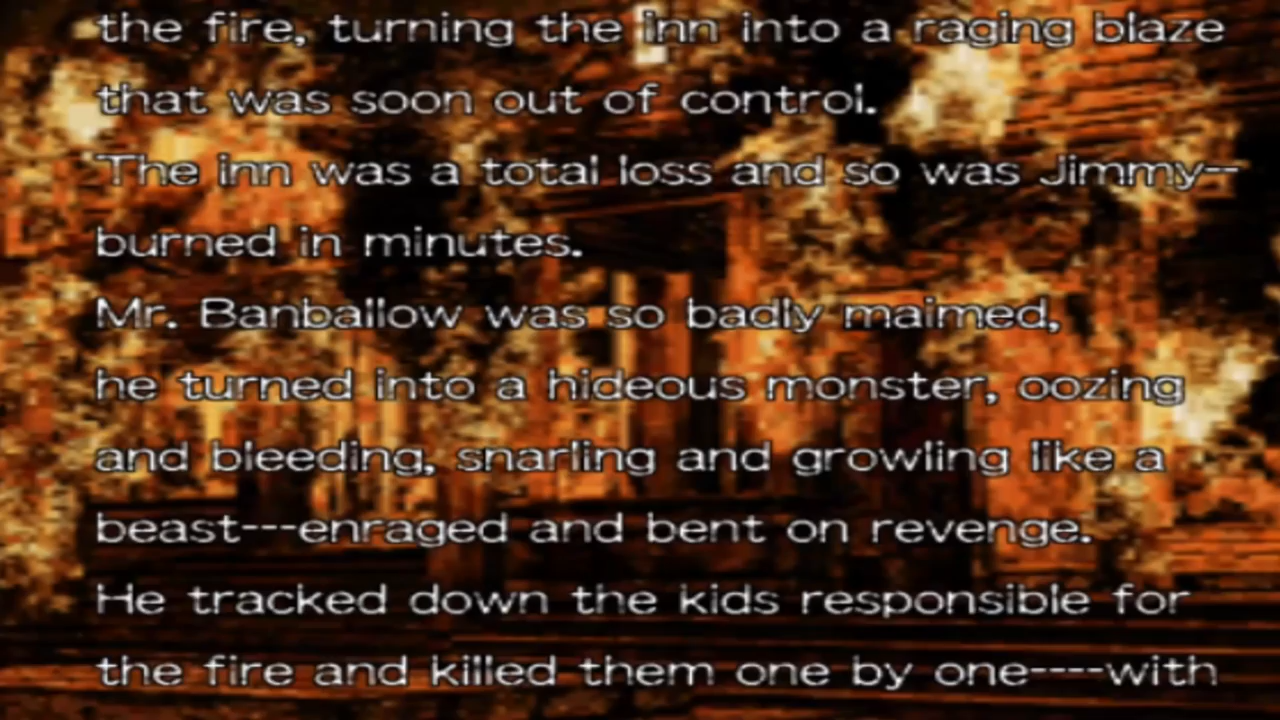 the fire, turning the inn into a raging blaze
that was soon out of control.
The inn was a total loss and so was Jimmy--
burned in minutes.
Mr. Banballow was so badly maimed,
he turned into a hideous monster, oozing
and bleeding, snarling and growling like a
beast---enraged and bent on revenge.
He tracked down the kids responsible for
the fire and killed them one by one----with